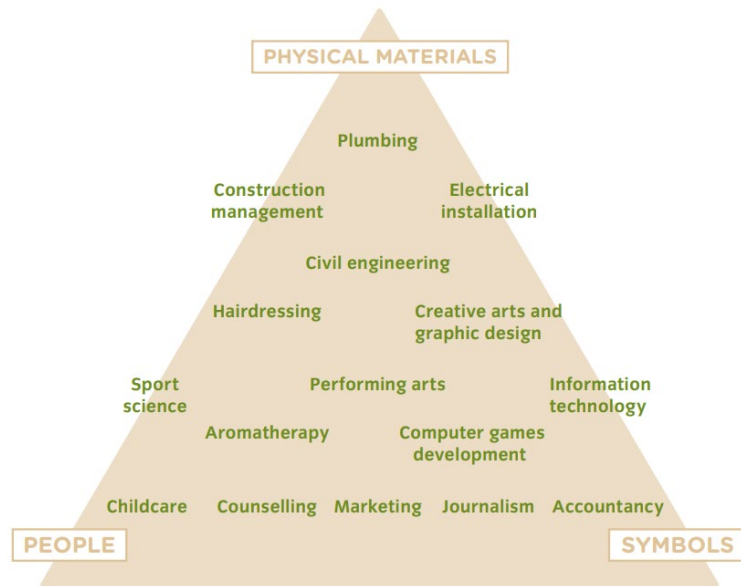 PHYSICAL MATERIALS
Plumbing
Construction
management
Electrical
installation
Civil engineering
Hairdressing
Creative arts and
graphic design
Sport
science
Performing arts
Information
technology
Aromatherapy
Computer games
development
Childcare
Counselling
Marketing
Journalism
Accountancy
PEOPLE
SYMBOLS